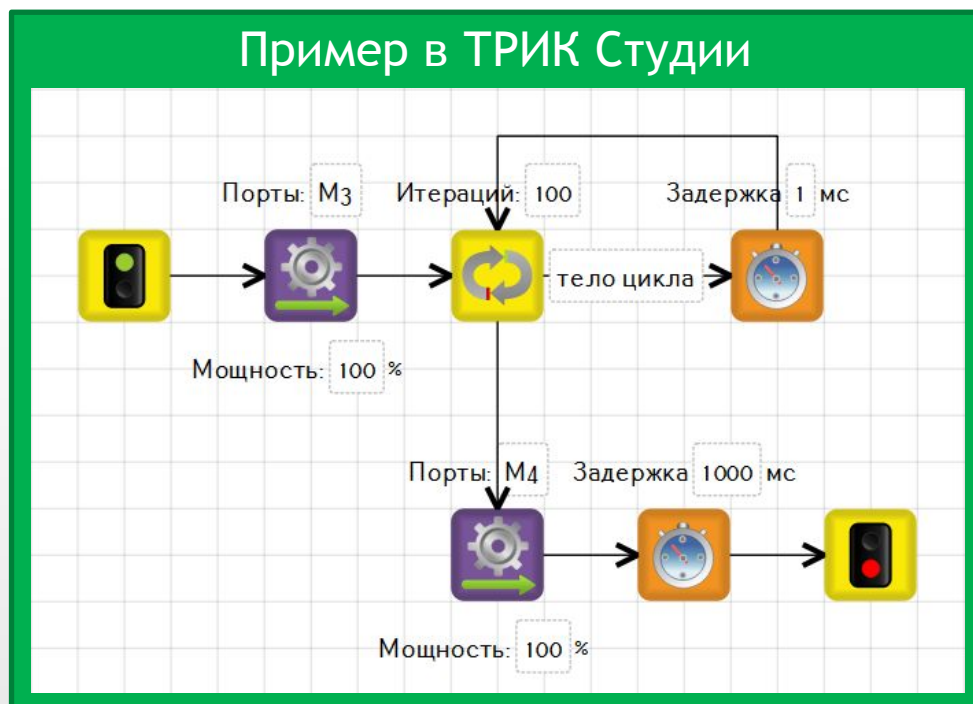 Пример в ТРИК Студии
Порты: М3 Итераций: 100 Задержка 1 мс
тело цикла
Мощность: 100 %
Порты: М4 Задержка 1000 мс
Мощность: 100 %